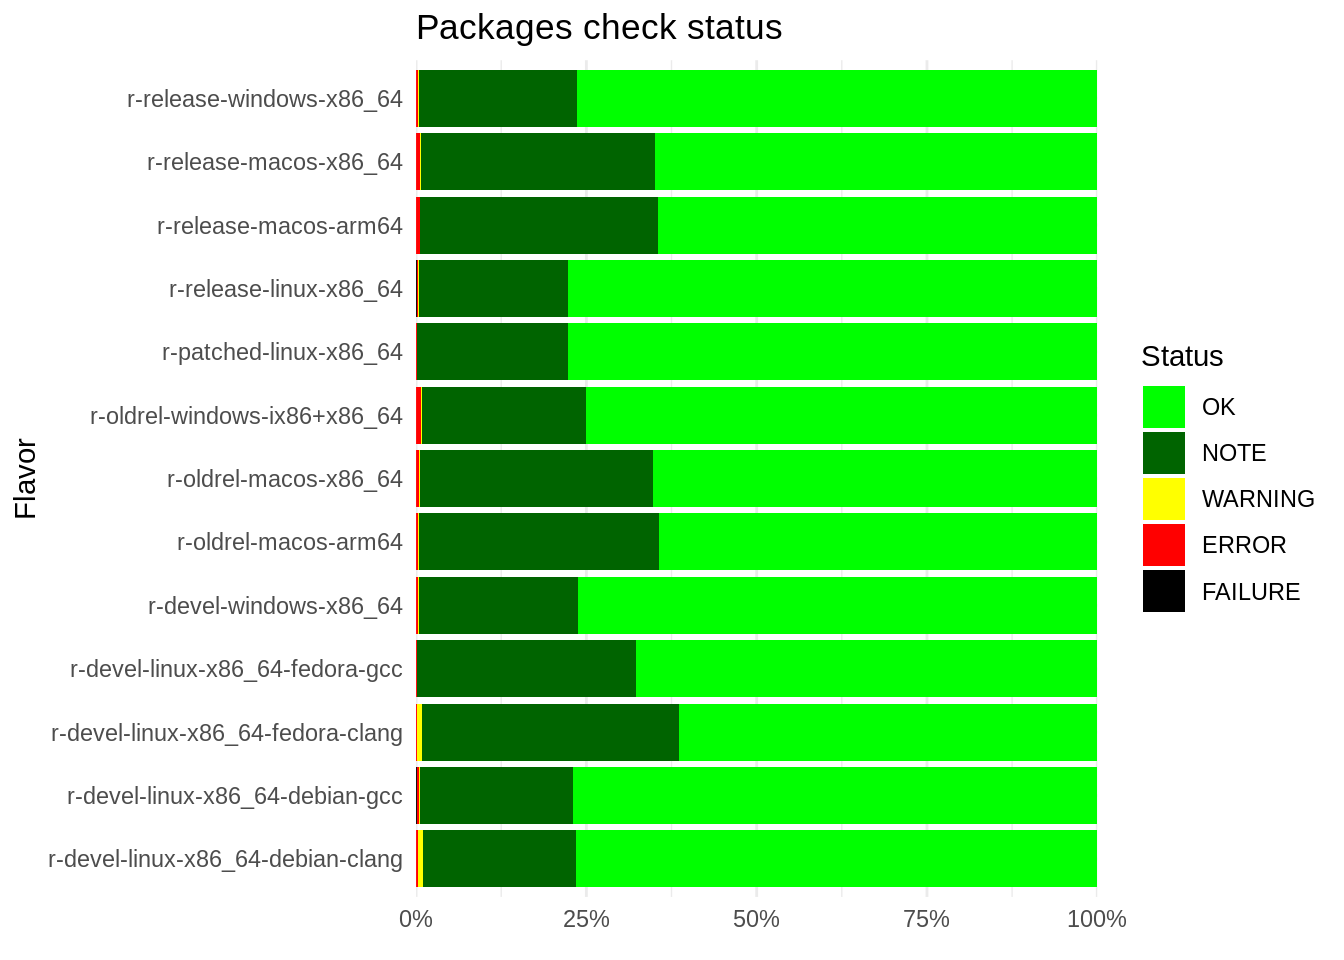 Packages check status
r-release-windows-x86_64
r-release-macos-x86_64
r-release-macos-arm64
r-release-linux-x86_64
r-patched-linux-x86_64
r-oldrel-windows-ix86+x86_64
r-oldrel-macos-x86_64
r-oldrel-macos-arm64
r-devel-windows-x86_64
r-devel-linux-x86_64-fedora-gcc
r-devel-linux-x86_64-fedora-clang
r-devel-linux-x86_64-debian-gcc
r-devel-linux-x86_64-debian-clang
Flavor
0% 25% 50% 75% 100%
Status
OK
NOTE
WARNING
ERROR
FAILURE